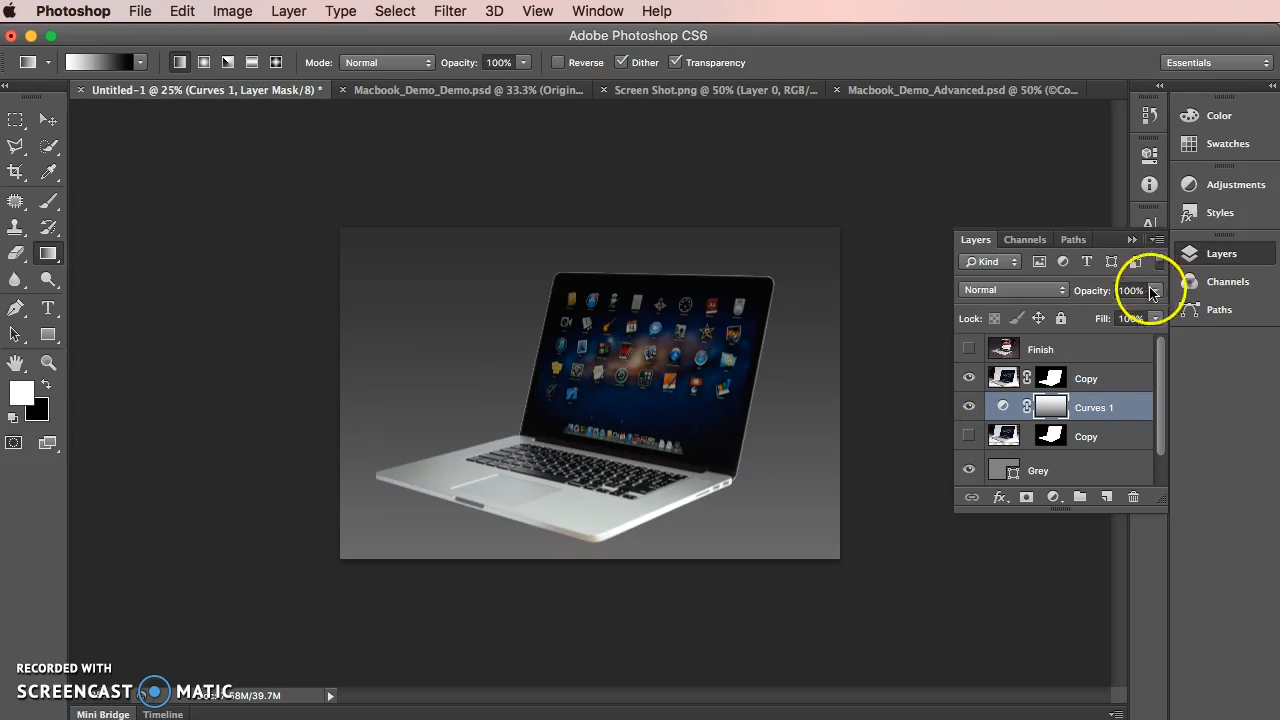 Photoshop File Edit Image Layer Type Select Filter 3D View Window Help
Adobe Photoshop CS6
Mode: Normal Opacity: 100% Reverse Dither Transparency Essentials
Untitled-1 @ 25% (Curves 1, Layer Mask/8) * Macbook_Demo_Demo.psd @ 33.3% (Origin... Screen Shot.png @ 50% (Layer 0, RGB/... Macbook_Demo_Advanced.psd @ 50% (©Co...
Color
Swatches
Adjustments
Styles
Layers
Channels
Paths
Layers Channels Paths
Kind
Normal Opacity: 100%
Lock: Fill: 100%
Finish
Copy
Curves 1
Copy
Grey
RECORDED WITH
SCREENCAST MATIC
M/39.7M
Mini Bridge Timeline